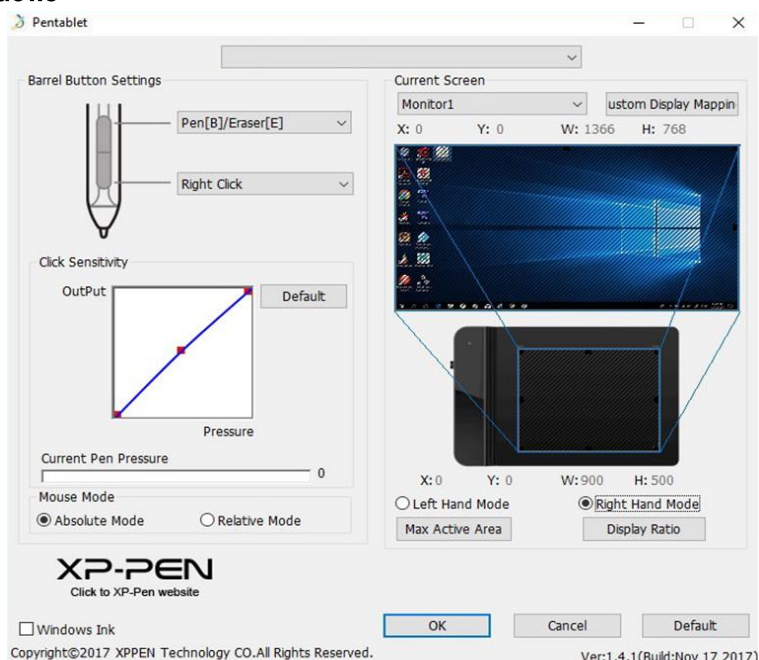 Pentablet
Barrel Button Settings
Pen[B]/Eraser[E]
Right Click
Click Sensitivity
OutPut
Default
Pressure
Current Pen Pressure
0
Mouse Mode
Absolute Mode
Relative Mode
XP-PEN
Click to XP-Pen website
Windows Ink
Copyright©2017 XPPEN Technology CO.All Rights Reserved.
Current Screen
Monitor1
ustom Display Mappin
X: 0 Y: 0 W: 1366 H: 768
X: 0 Y: 0 W: 900 H: 500
Left Hand Mode
Right Hand Mode
Max Active Area
Display Ratio
OK
Cancel
Default
Ver:1.4.1(Build:Nov 17 2017)